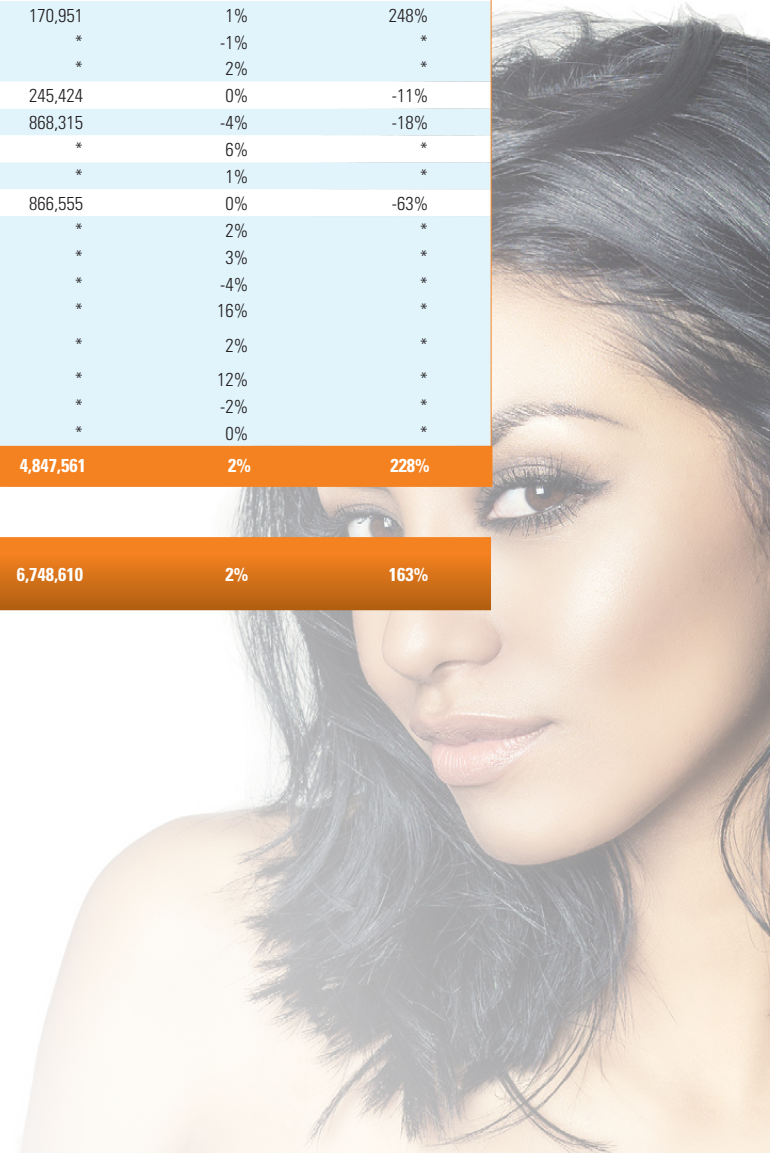 170,951 1% 248%
* -1% *
* 2% *
245,424 0% -11%
868,315 -4% -18%
* 6% *
* 1% *
866,555 0% -63%
* 2% *
* 3% *
* -4% *
* 16% *
* 2% *
* 12% *
* -2% *
* 0% *
4,847,561 2% 228%
6,748,610 2% 163%